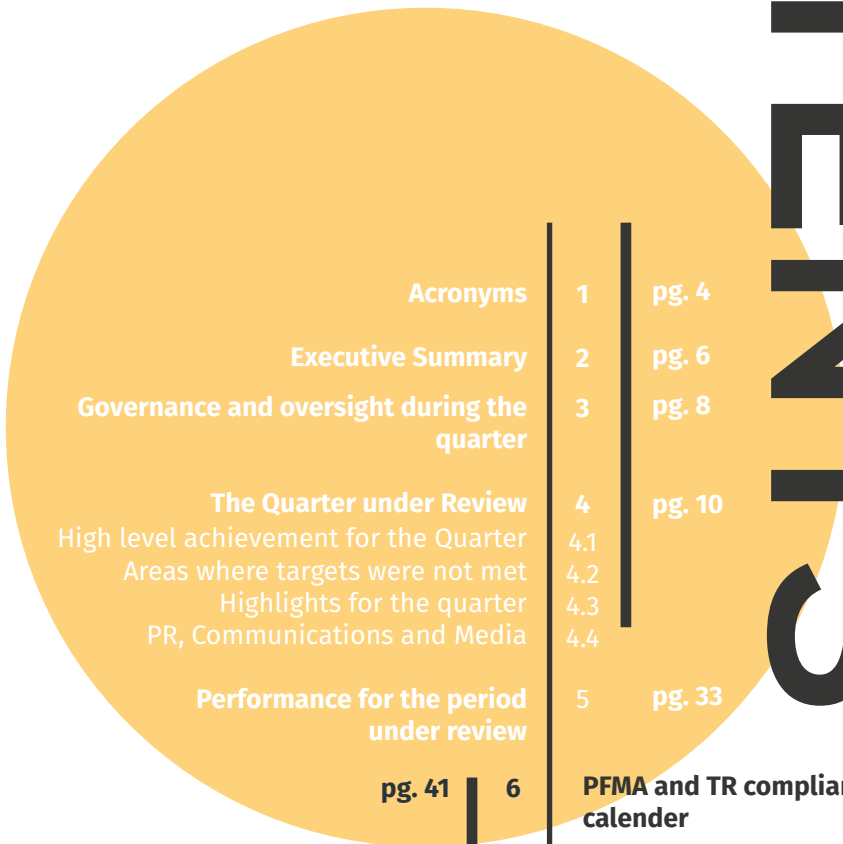 Acronyms 1 pg. 4
Executive Summary 2 pg. 6
Governance and oversight during the 3 pg. 8
quarter
The Quarter under Review 4 pg. 10
High level achievement for the Quarter 4.1
Areas where targets were not met 4.2
Highlights for the quarter 4.3
PR, Communications and Media 4.4
Performance for the period 5 pg. 33
under review
pg. 41 6 PFMA and TR
calender